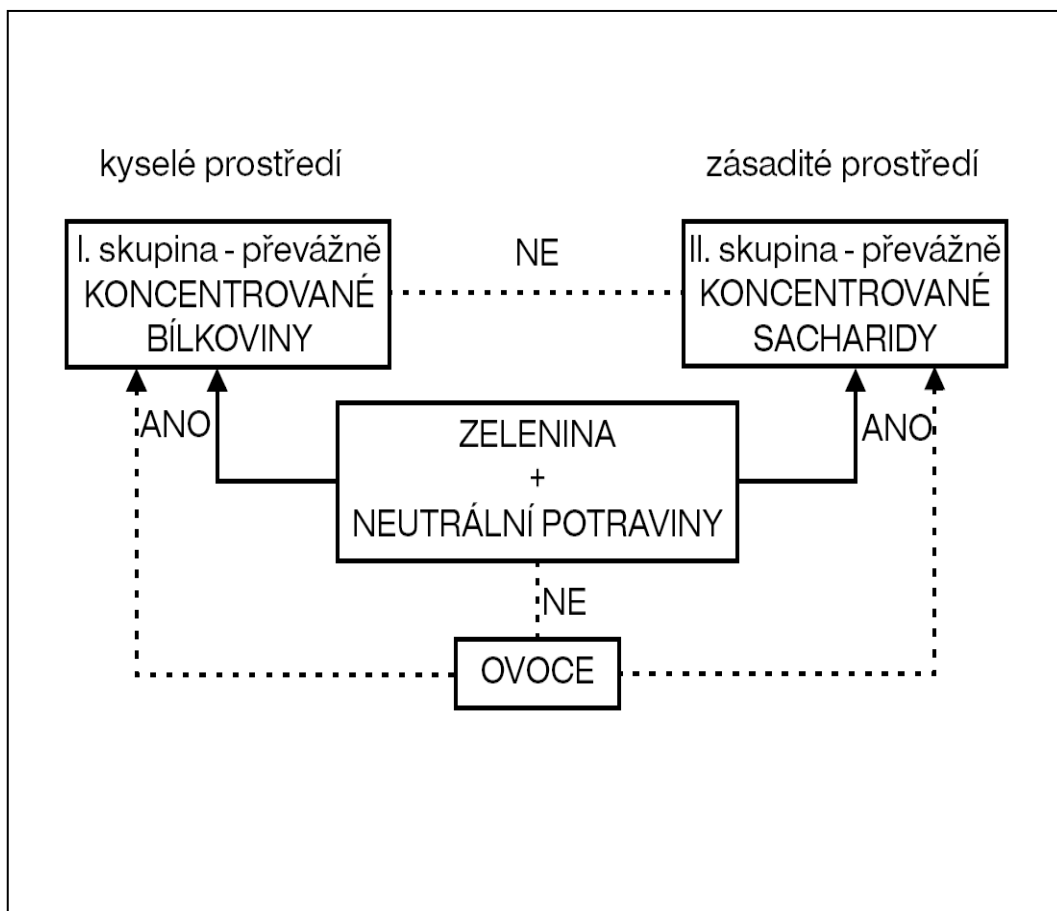 kyselé prostředí
zásadité prostředí
I. skupina - převážně
KONCENTROVANÉ
BÍLKOVINY
NE
II. skupina - převážně
KONCENTROVANÉ
SACHARIDY
ANO
ZELENINA
+
NEUTRÁLNÍ POTRAVINY
ANO
NE
OVOCE